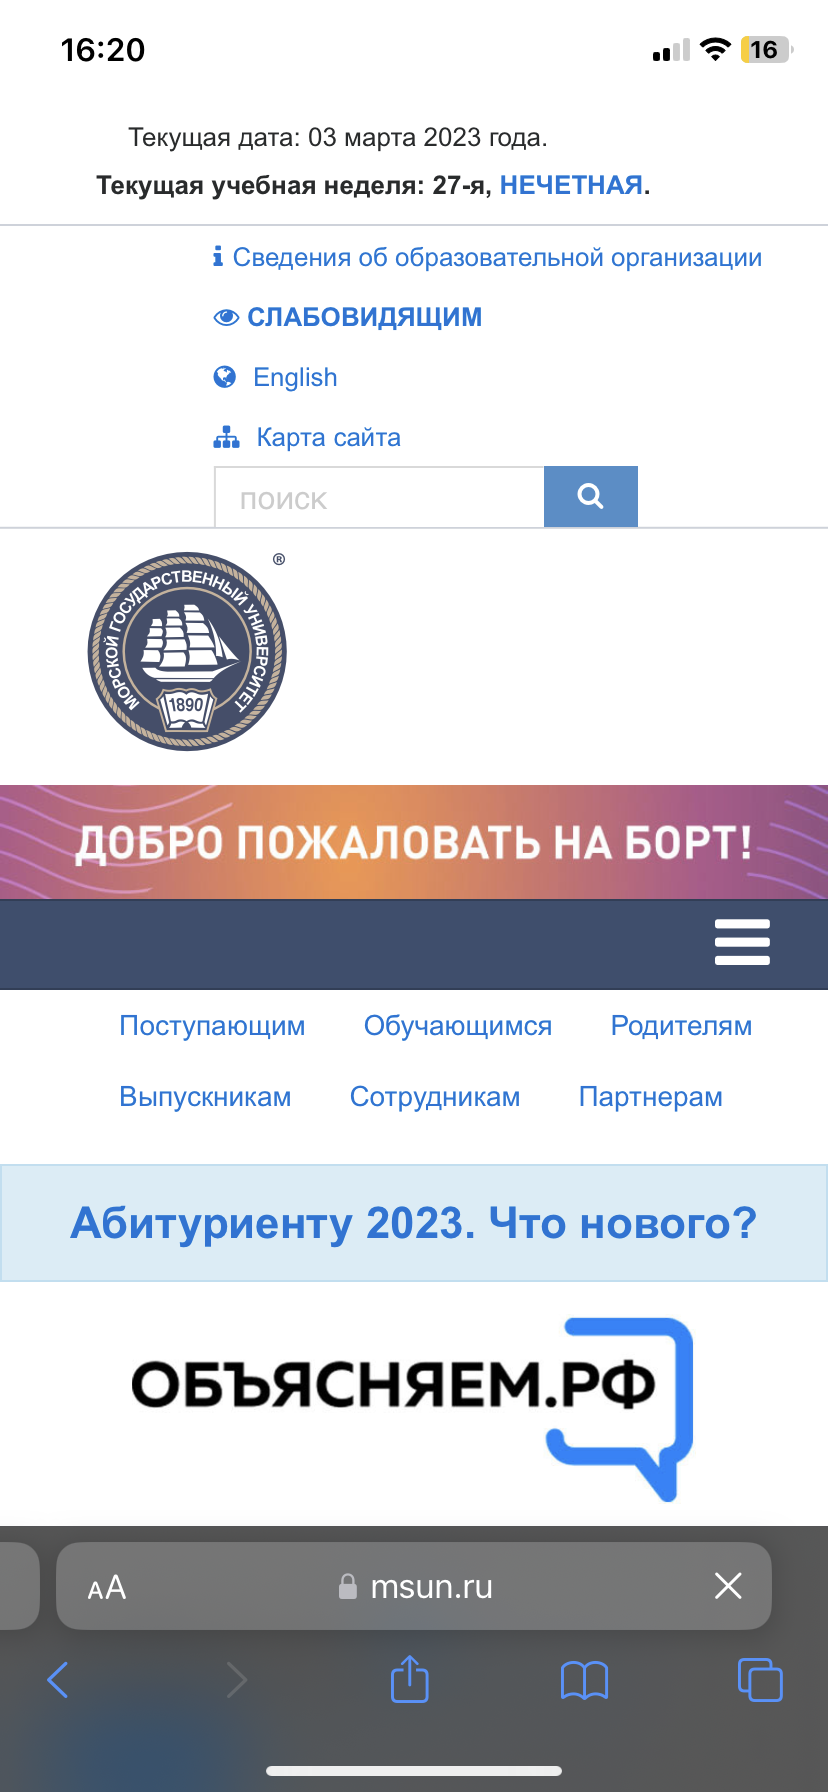 16:20
16
Текущая дата: 03 марта 2023 года.
Текущая учебная неделя: 27-я, НЕЧЕТНАЯ.
Сведения об образовательной организации
СЛАБОВИДЯЩИМ
English
Карта сайта
поиск
®
МОРСКОЙ ГОСУДАРСТВЕННЫЙ УНИВЕРСИТЕТ
1890
ДОБРО ПОЖАЛОВАТЬ НА БОРТ!
Поступающим Обучающимся Родителям
Выпускникам Сотрудникам Партнерам
Абитуриенту 2023. Что нового?
ОБЪЯСНЯЕМ.РФ
AA msun.ru